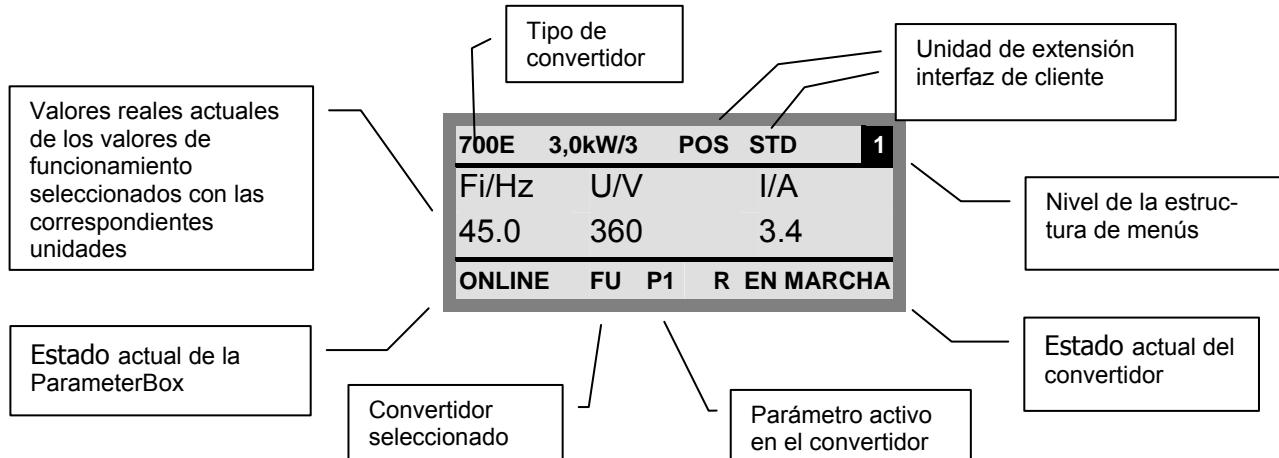 Tipo de
convertidor
Unidad de extensión
interfaz de cliente
Valores reales actuales
de los valores de
funcionamiento
seleccionados con las
correspondientes
unidades
700E 3,0kW/3 POS STD 1
Fi/Hz U/V I/A
45.0 360 3.4
ONLINE FU P1 R EN MARCHA
Nivel de la estruc-
tura de menús
Estado actual de la
ParameterBox
Convertidor
seleccionado
Parámetro activo
en el convertidor
Estado actual del
convertidor